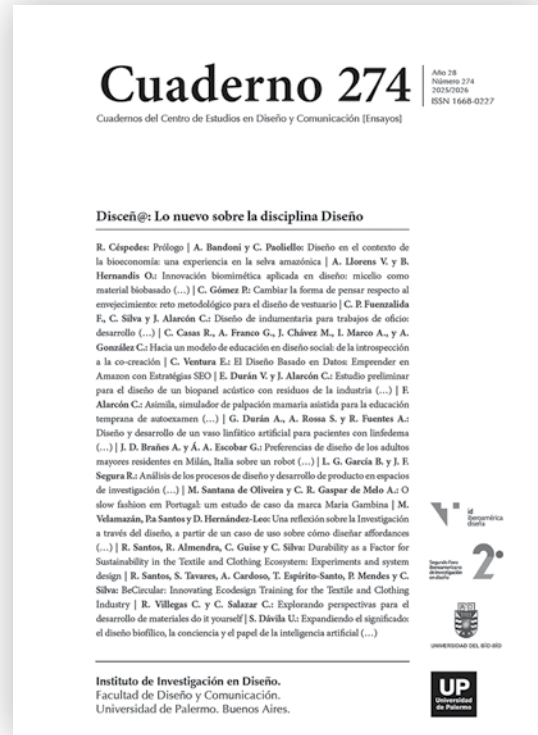 Cuaderno 274
Año 28
Número 274
2025/2026
ISSN 1668-0227
Cuadernos del Centro de Estudios en Diseño y Comunicación [Ensayos]
Disceñ@: Lo nuevo sobre la disciplina Diseño
R. Céspedes: Prólogo | A. Bandoni y C. Paoliello: Diseño en el contexto de
la bioeconomía: una experiencia en la selva amazónica | A. Llorens V. y B.
Hernandis O.: Innovación biomimética aplicada en diseño: micelio como
material biobasado (...) | C. Gómez P.: Cambiar la forma de pensar respecto al
envejecimiento: reto metodológico para el diseño de vestuario | C. P. Fuenzalida
F., C. Silva y J. Alarcón C.: Diseño de indumentaria para trabajos de oficio:
desarrollo (...) | C. Casas R., A. Franco G., J. Chávez M., I. Marco A., y A.
González C.: Hacia un modelo de educación en diseño social: de la introspección
a la co-creación | C. Ventura E.: El Diseño Basado en Datos: Emprender en
Amazon con Estratégias SEO | E. Durán V. y J. Alarcón C.: Estudio preliminar
para el diseño de un biopanel acústico con residuos de la industria (...) | F.
Alarcón C.: Asimila, simulador de palpación mamaria asistida para la educación
temprana de autoexamen (...) | G. Durán A., A. Rossa S. y R. Fuentes A.:
Diseño y desarrollo de un vaso linfático artificial para pacientes con linfedema
(...) | J. D. Brañes A. y Á. A. Escobar G.: Preferencias de diseño de los adultos
mayores residentes en Milán, Italia sobre un robot (...) | L. G. García B. y J. F.
Segura R.: Análisis de los procesos de diseño y desarrollo de producto en espacios
de investigación (...) | M. Santana de Oliveira y C. R. Gaspar de Melo A.: O
slow fashion em Portugal: um estudo de caso da marca Maria Gambina | M.
Velamazán, P.a Santos y D. Hernández-Leo: Una reflexión sobre la Investigación
a través del Diseño, a partir de un caso de uso sobre cómo diseñar affordances
(...) | R. Santos, R. Almendra, C. Guise y C. Silva: Durability as a Factor for
Sustainability in the Textile and Clothing Ecosystem: Experiments and system
design | R. Santos, S. Tavares, A. Cardoso, T. Espírito-Santo, P. Mendes y C.
Silva: BeCircular: Innovating Ecodesign Training for the Textile and Clothing
Industry | R. Villegas C. y C. Salazar C.: Explorando perspectivas para el
desarrollo de materiales do it yourself | S. Dávila U.: Expandiendo el significado:
el diseño biofílico, la conciencia y el papel de la inteligencia artificial (...)
id
iberoamérica
diseña
Segundo Foro
Iberoamericano
de investigación
en diseño
2º
UNIVERSIDAD DEL BÍO-BÍO
Instituto de Investigación en Diseño.
Facultad de Diseño y Comunicación.
Universidad de Palermo. Buenos Aires.
UP
Universidad
de Palermo